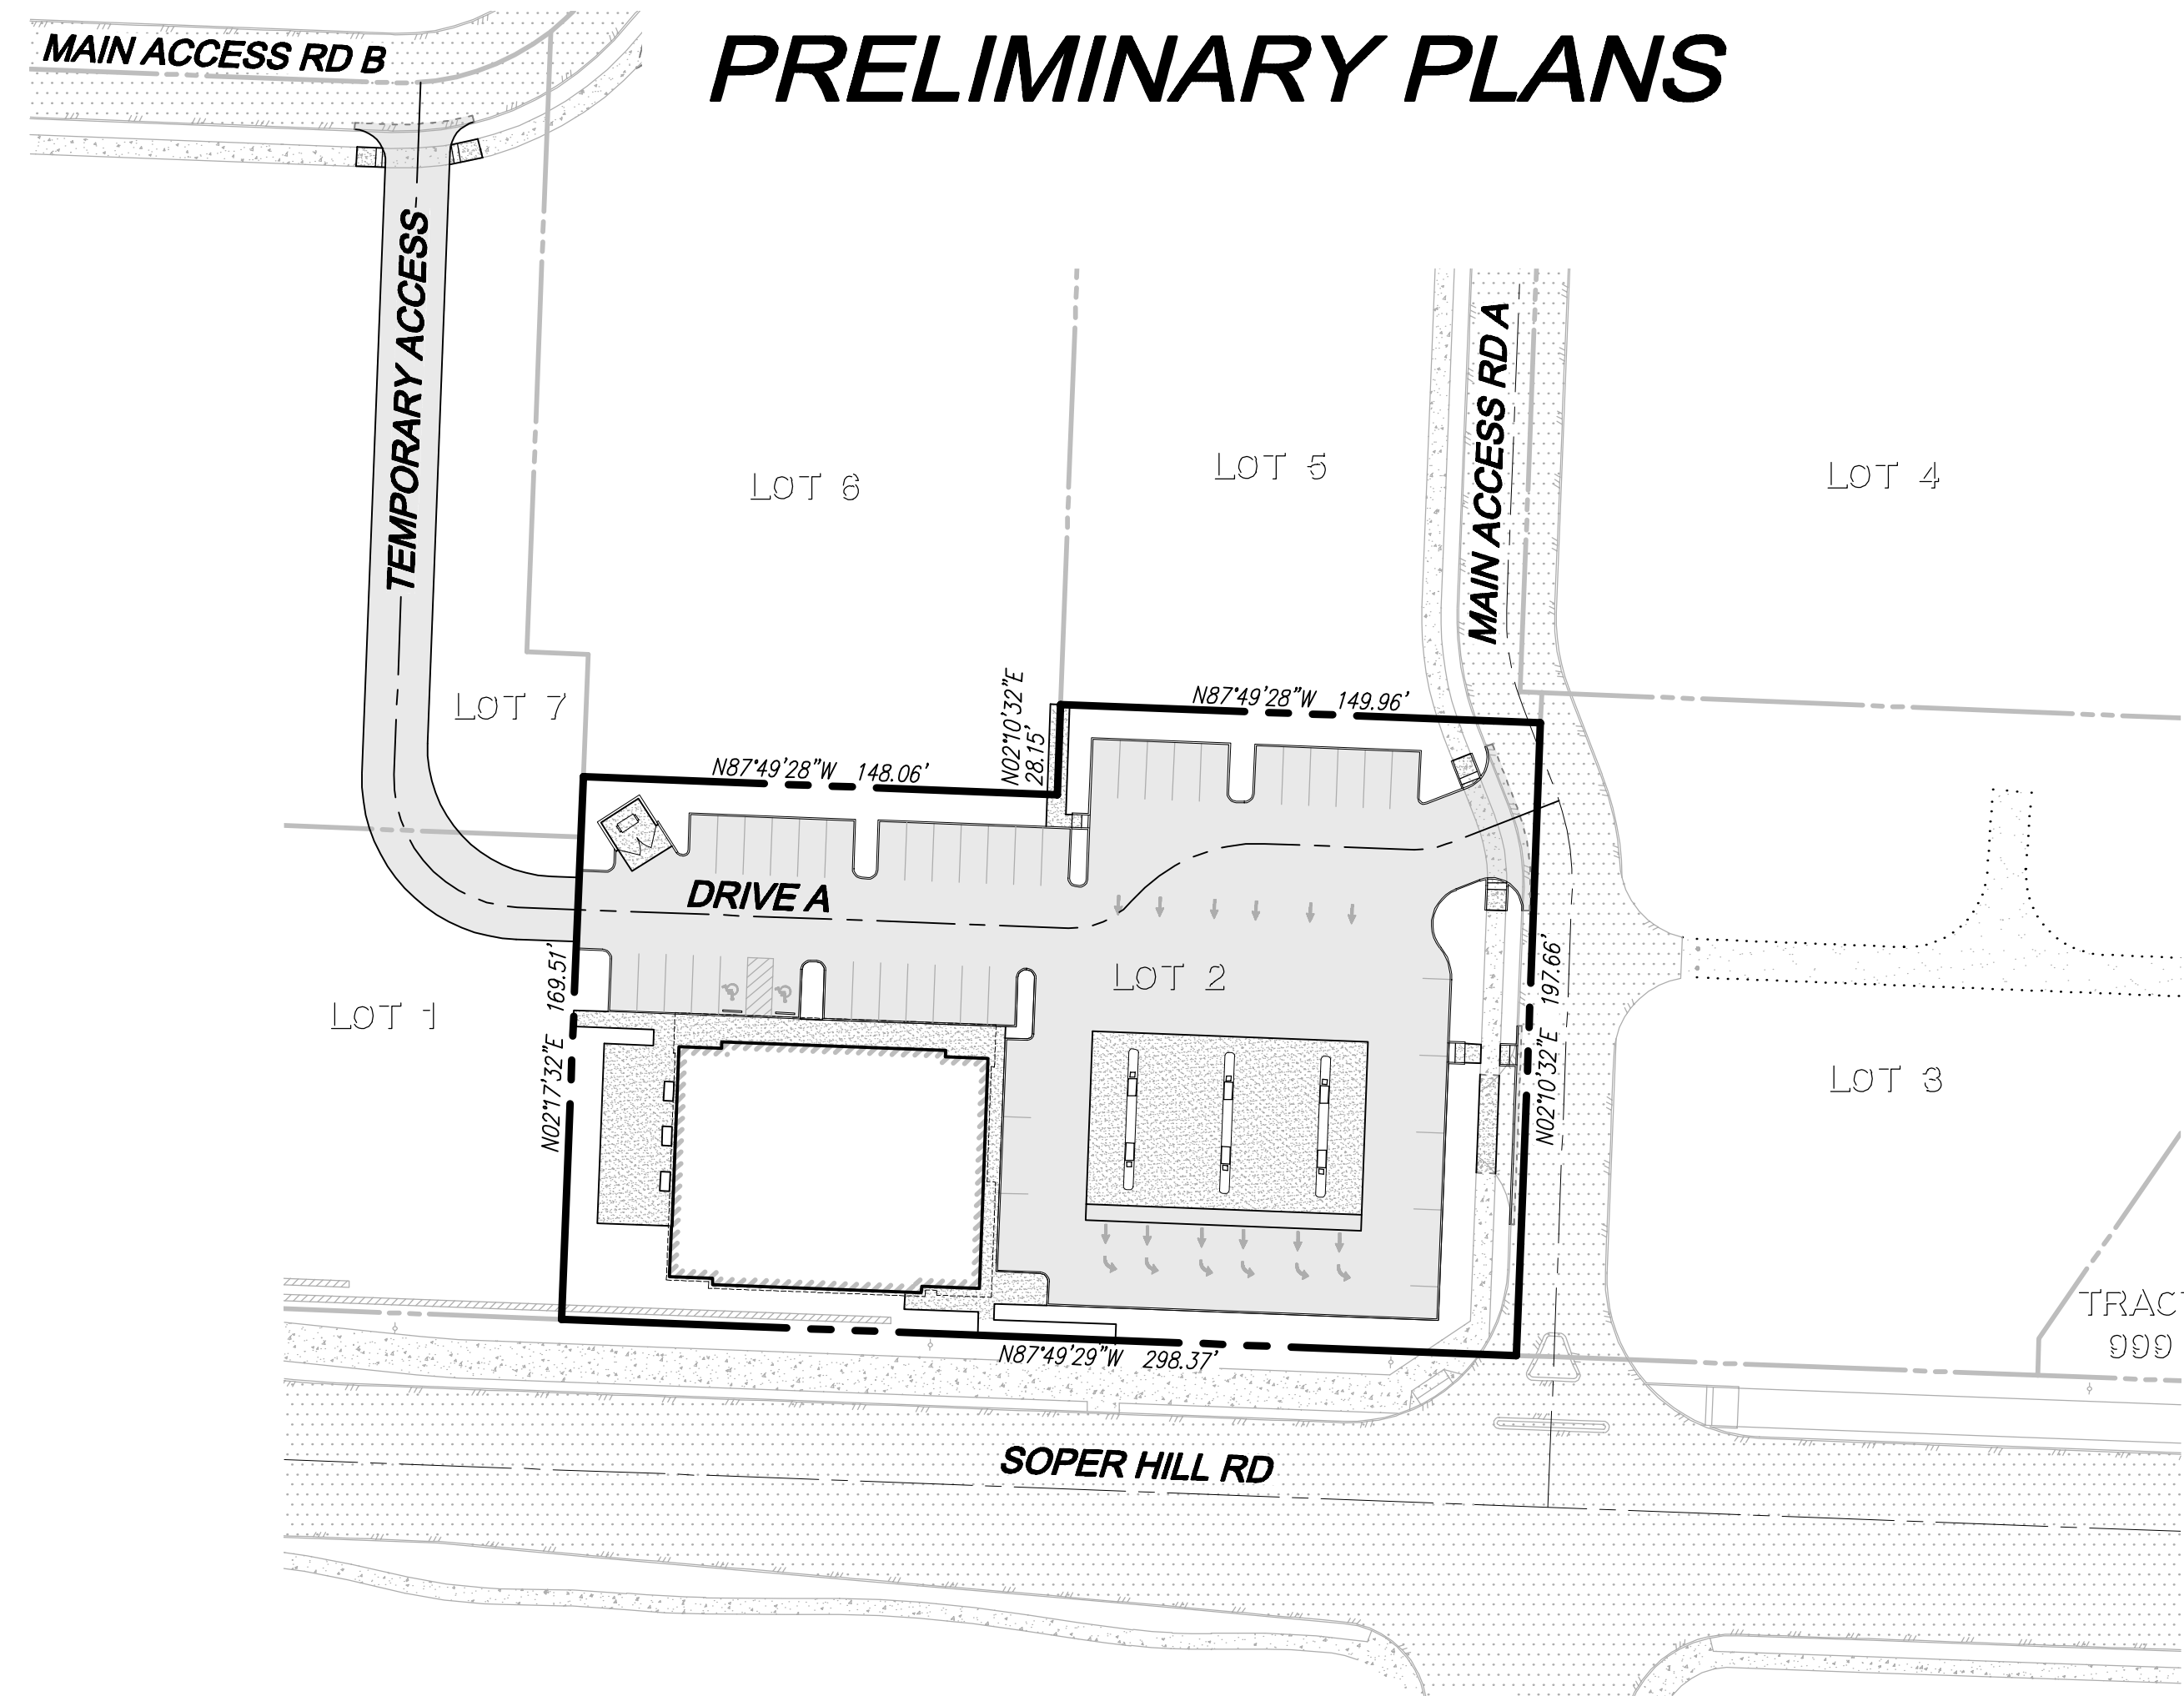 PRELIMINARY PLANS
MAIN ACCESS RD B
TEMPORARY ACCESS
MAIN ACCESS RD A
LOT 6
LOT 5
LOT 4
LOT 7
N02°10'32"E
28.15'
N87°49'28"W 149.96'
N87°49'28"W 148.06'
DRIVE A
LOT 2
LOT 1
N02°17'32"E 169.51'
N02°10'32"E 197.66'
LOT 3
TRACT
999
N87°49'29"W 298.37'
SOPER HILL RD